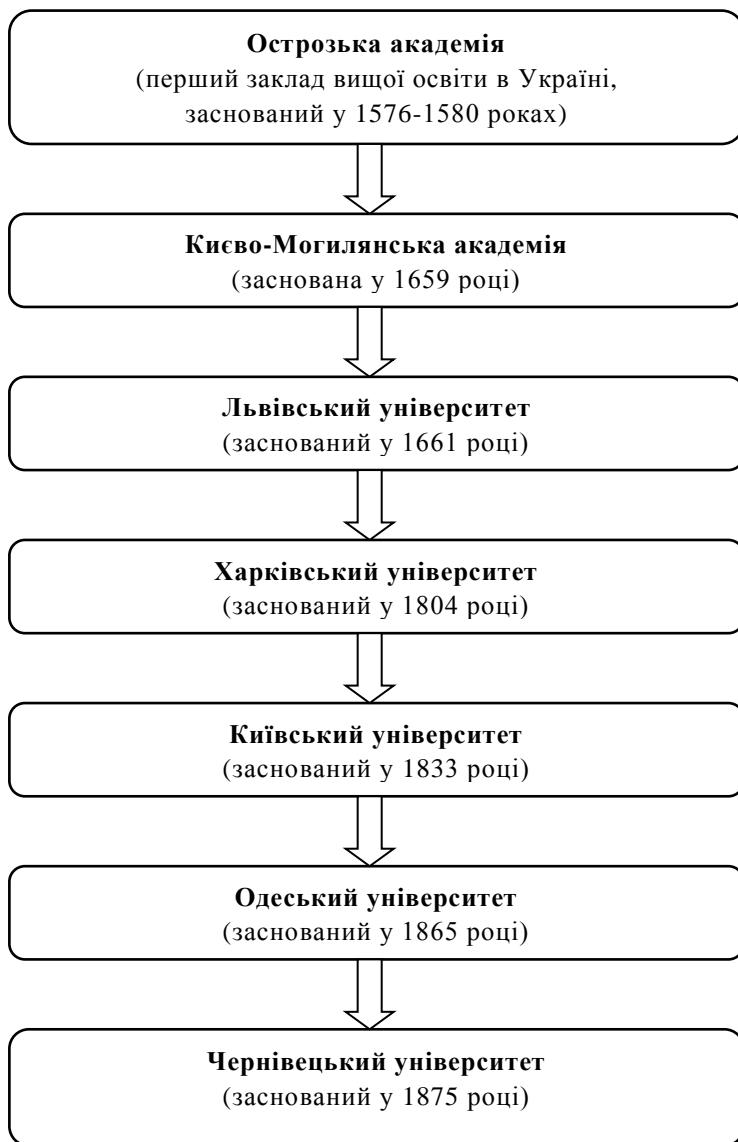 Острозька академія
(перший заклад вищої освіти в Україні,
заснований у 1576-1580 роках)
Києво-Могилянська академія
(заснована у 1659 році)
Львівський університет
(заснований у 1661 році)
Харківський університет
(заснований у 1804 році)
Київський університет
(заснований у 1833 році)
Одеський університет
(заснований у 1865 році)
Чернівецький університет
(заснований у 1875 році)